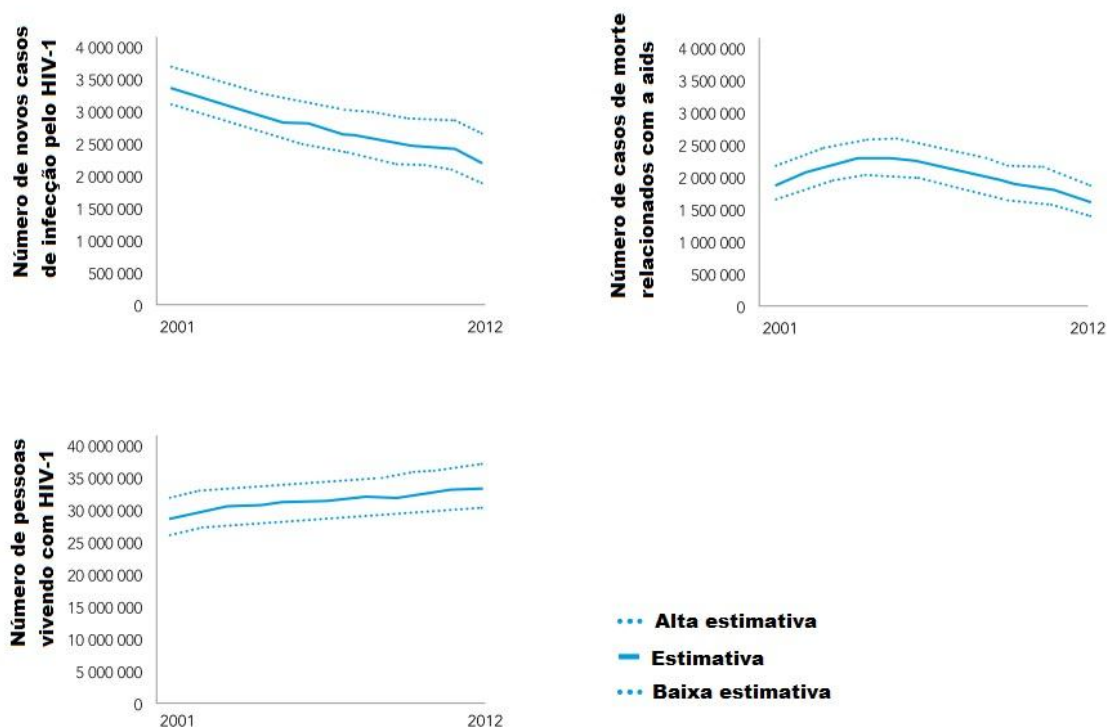 Número de novos casos
de infecção pelo HIV-1
4 000 000
3 500 000
3 000 000
2 500 000
2 000 000
1 500 000
1 000 000
500 000
0
2001
2012
Número de casos de morte
relacionados com a aids
4 000 000
3 500 000
3 000 000
2 500 000
2 000 000
1 500 000
1 000 000
500 000
0
2001
2012
Número de pessoas
vivendo com HIV-1
40 000 000
35 000 000
30 000 000
25 000 000
20 000 000
15 000 000
10 000 000
5 000 000
0
2001
2012
Alta estimativa
Estimativa
Baixa estimativa